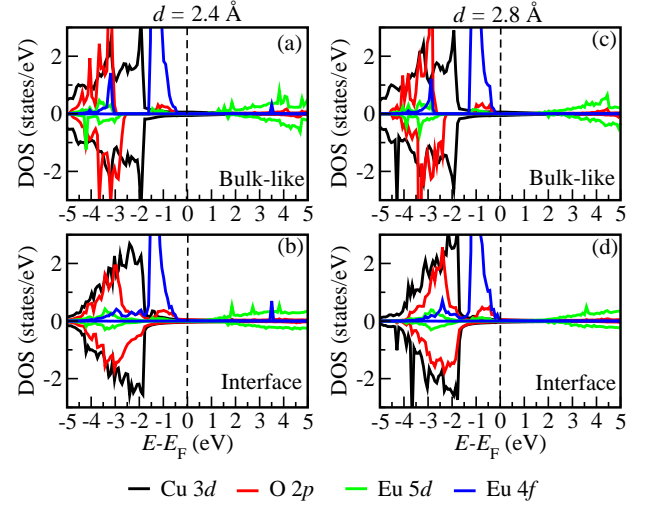 d = 2.4 Å
d = 2.8 Å
(a)
DOS (states/eV)
2
0
-2
Bulk-like
-5 -4 -3 -2 -1 0 1 2 3 4 5
(c)
DOS (states/eV)
2
0
-2
Bulk-like
-5 -4 -3 -2 -1 0 1 2 3 4 5
(b)
DOS (states/eV)
2
0
-2
Interface
-5 -4 -3 -2 -1 0 1 2 3 4 5
E-EF (eV)
(d)
DOS (states/eV)
2
0
-2
Interface
-5 -4 -3 -2 -1 0 1 2 3 4 5
E-EF (eV)
Cu 3d O 2p Eu 5d Eu 4f